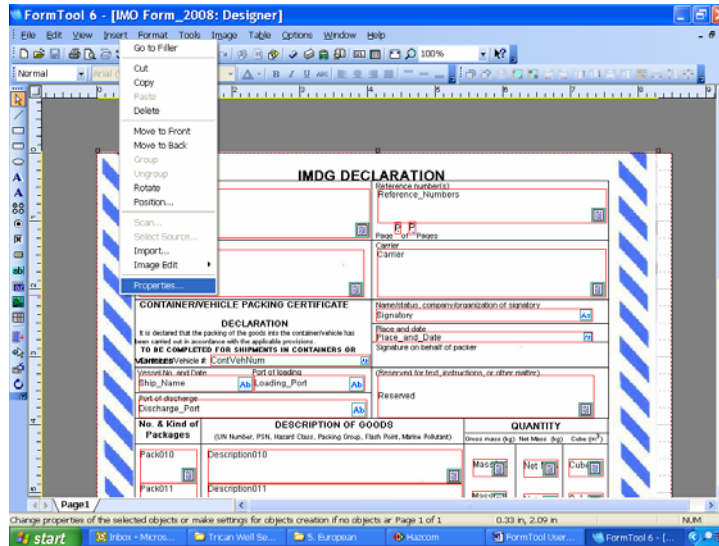 FormTool 6 - [IMO Form_2008: Designer]
File Edit View Insert Format Tools Image Table Options Window Help
100%
Normal
Go to Filler
Cut
Copy
Paste
Delete
Move to Front
Move to Back
Group
Ungroup
Rotate
Position...
Scan...
Select Source...
Import...
Image Edit
Properties...
IMDG DECLARATION
Reference number(s)
Reference_Numbers
Page P of P Pages
Carrier
Carrier
CONTAINER/VEHICLE PACKING CERTIFICATE
DECLARATION
It is declared that the packing of the goods into the container/vehicle has
been carried out in accordance with the applicable provisions.
TO BE COMPLETED FOR SHIPMENTS IN CONTAINERS OR
Vehicle #: ContVehNum
Name/status, company/organization of signatory
Signatory
Place and date
Place_and_Date
Signature on behalf of packer
Vessel No. and Date Port of loading
Ship_Name Loading_Port
Port of discharge
Discharge_Port
(Reserved for text, instructions, or other matter)
Reserved
No. & Kind of Packages
DESCRIPTION OF GOODS
(UN Number, PSN, Hazard Class, Packing Group, Flash Point, Marine Pollutant)
QUANTITY
Gross mass (kg) Net Mass (kg) Cube (m³)
Pack010 Description010 Mass Net Cube
Pack011 Description011
Page1
Change properties of the selected objects or make settings for objects creation if no objects ar Page 1 of 1 0.33 in, 2.09 in NUM
start Inbox - Micros... Trican Well Se... 5. European Hazcom FormTool User... FormTool 6 - [...